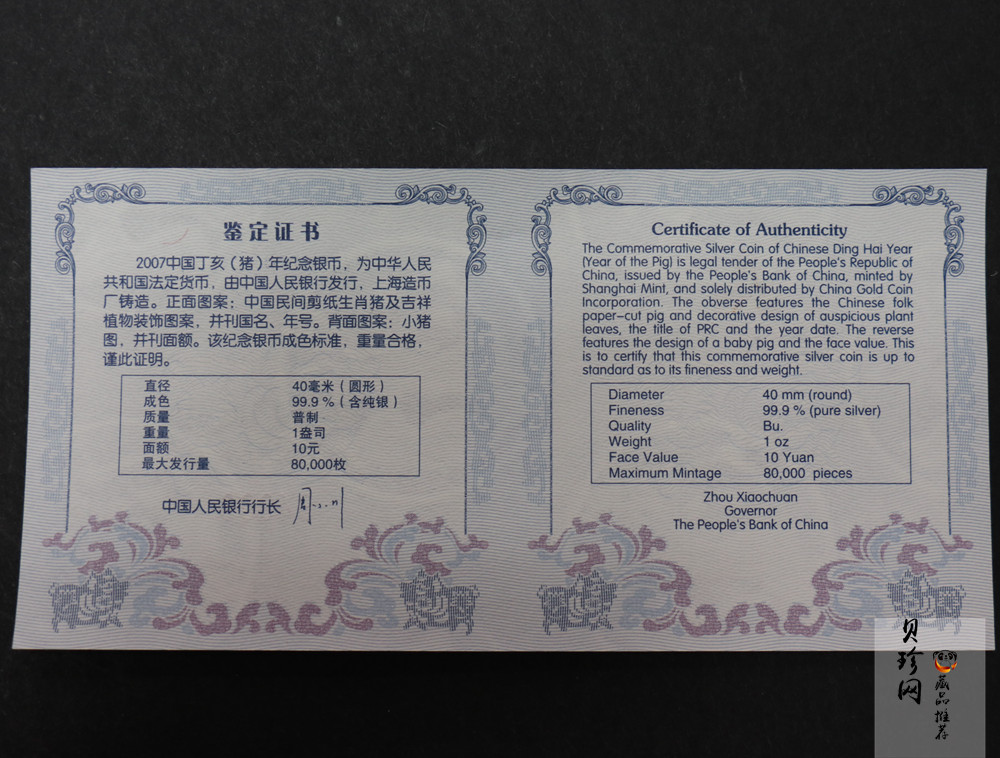 鉴定证书
2007中国丁亥（猪）年纪念银币，为中华人民
共和国法定货币，由中国人民银行发行，上海造币
厂铸造。正面图案：中国民间剪纸生肖猪及吉祥
植物装饰图案，并刊国名、年号。背面图案：小猪
图，并刊面额。该纪念银币成色标准，重量合格，
谨此证明。
直径 40毫米（圆形）
成色 99.9 %（含纯银）
质量 普制
重量 1盎司
面额 10元
最大发行量 80,000枚
中国人民银行行长
Certificate of Authenticity
The Commemorative Silver Coin of Chinese Ding Hai Year
(Year of the Pig) is legal tender of the People's Republic of
China, issued by the People's Bank of China, minted by
Shanghai Mint, and solely distributed by China Gold Coin
Incorporation. The obverse features the Chinese folk
paper-cut pig and decorative design of auspicious plant
leaves, the title of PRC and the year date. The reverse
features the design of a baby pig and the face value. This
is to certify that this commemorative silver coin is up to
standard as to its fineness and weight.
Diameter 40 mm (round)
Fineness 99.9 % (pure silver)
Quality Bu.
Weight 1 oz
Face Value 10 Yuan
Maximum Mintage 80,000 pieces
Zhou Xiaochuan
Governor
The People's Bank of China
贝珍网
藏品推荐